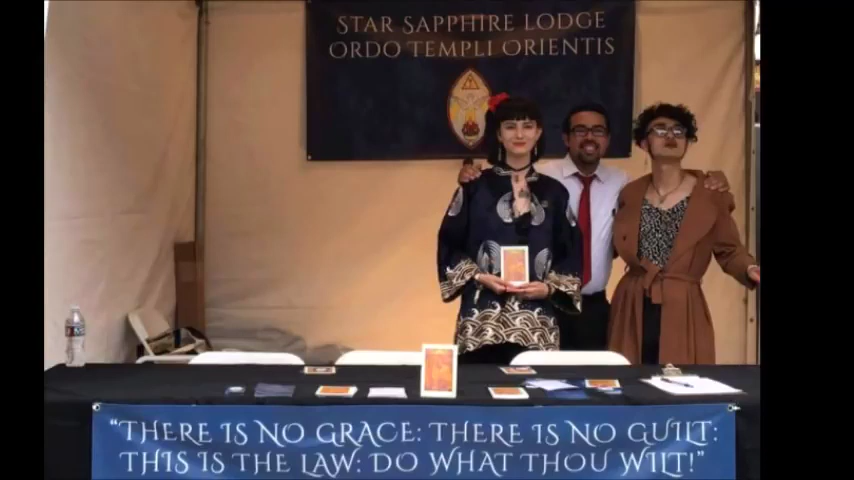 STAR SAPPHIRE LODGE
ORDO TEMPLI ORIENTIS
"THERE IS NO GRACE: THERE IS NO GUILT:
THIS IS THE LAW: DO WHAT THOU WILT!"